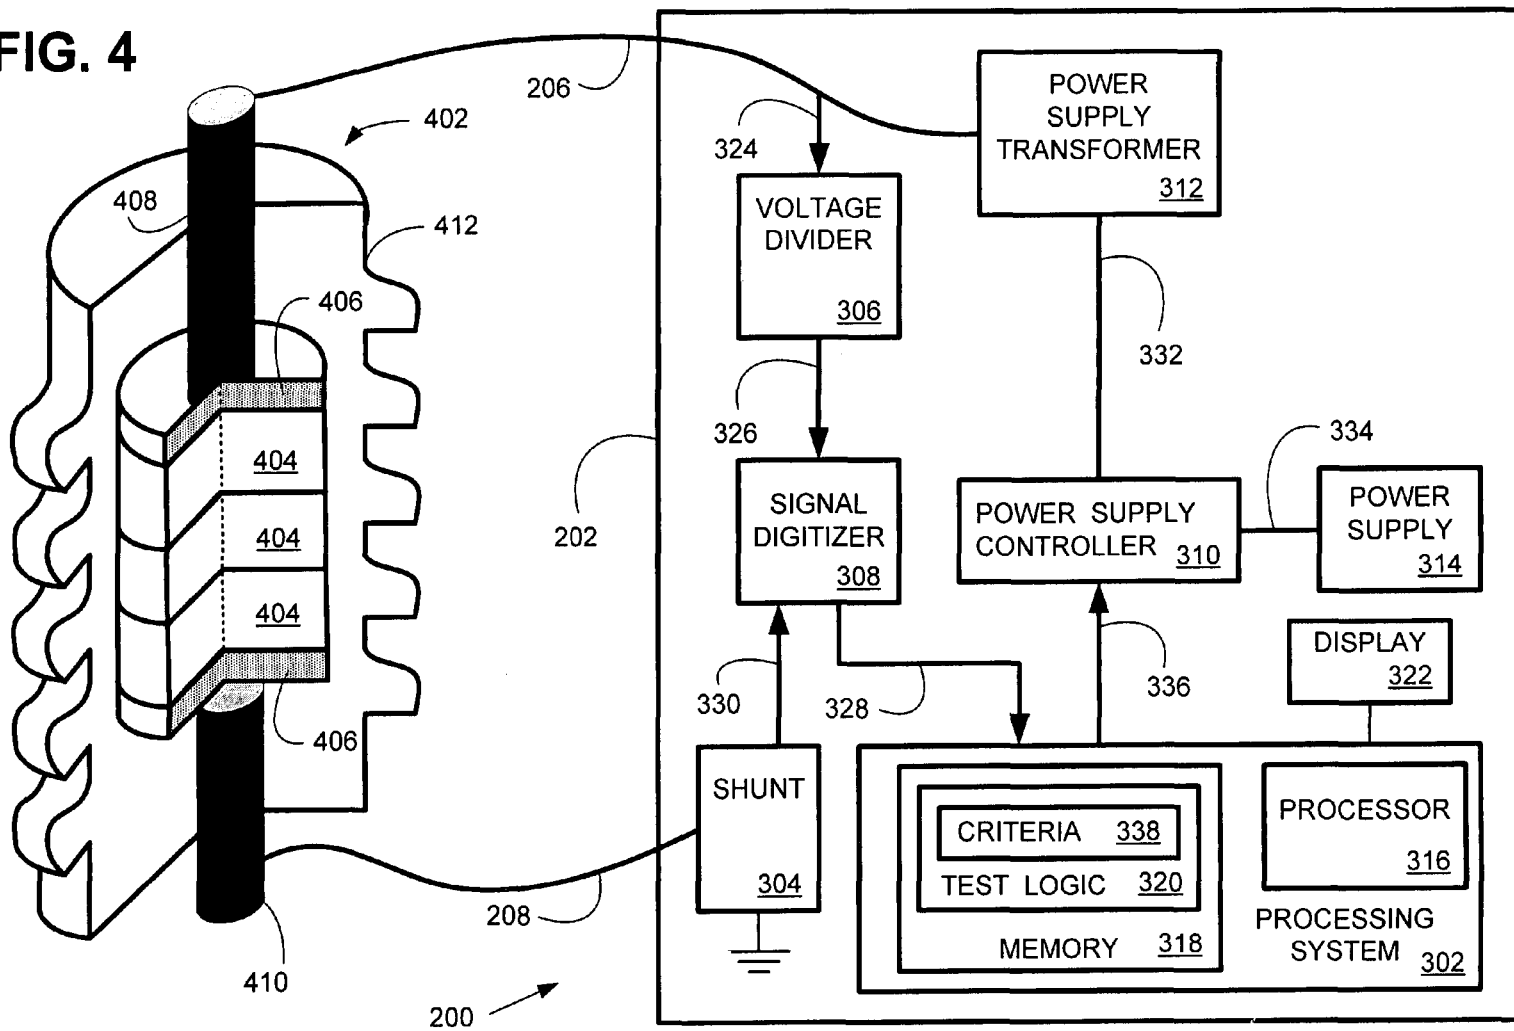 FIG. 4
206
402
324
POWER
SUPPLY
TRANSFORMER
312
408
412
VOLTAGE
DIVIDER
306
406
332
326
334
404
202
SIGNAL
DIGITIZER
308
POWER SUPPLY
CONTROLLER
310
POWER
SUPPLY
314
404
404
330
328
336
DISPLAY
322
406
SHUNT
304
CRITERIA 338
TEST LOGIC 320
MEMORY 318
PROCESSOR
316
PROCESSING
SYSTEM
302
208
410
200